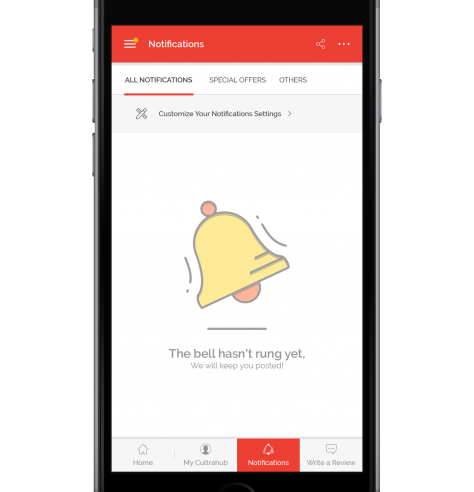 Notifications
ALL NOTIFICATIONS SPECIAL OFFERS OTHERS
Customize Your Notifications Settings
The bell hasn't rung yet,
We will keep you posted!
Home My Cultrahub Notifications Write a Review